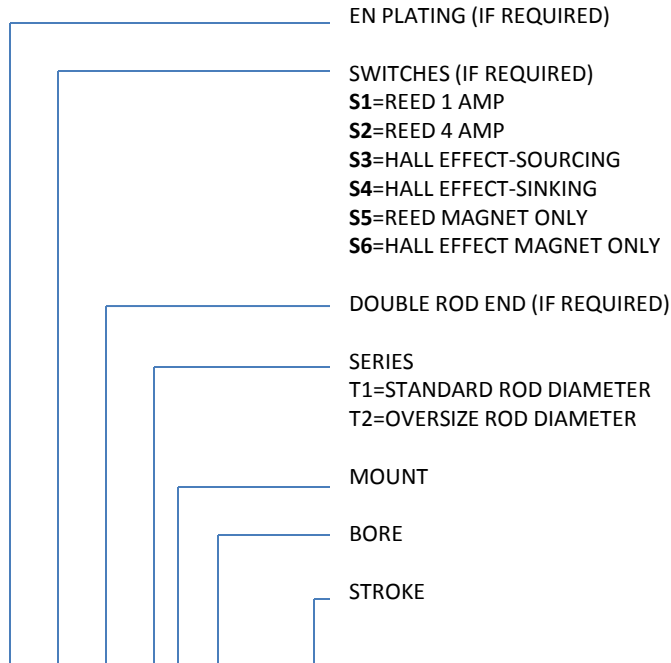 EN PLATING (IF REQUIRED)
SWITCHES (IF REQUIRED)
S1=REED 1 AMP
S2=REED 4 AMP
S3=HALL EFFECT-SOURCING
S4=HALL EFFECT-SINKING
S5=REED MAGNET ONLY
S6=HALL EFFECT MAGNET ONLY
DOUBLE ROD END (IF REQUIRED)
SERIES
T1=STANDARD ROD DIAMETER
T2=OVERSIZE ROD DIAMETER
MOUNT
BORE
STROKE